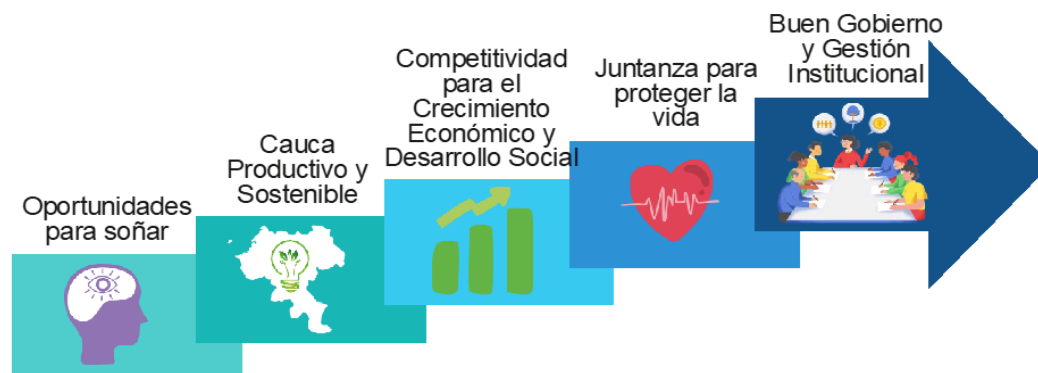 Oportunidades
para soñar
Cauca
Productivo y
Sostenible
Competitividad
para el
Crecimiento
Económico y
Desarrollo Social
Juntanza para
proteger la
vida
Buen Gobierno
y Gestión
Institucional